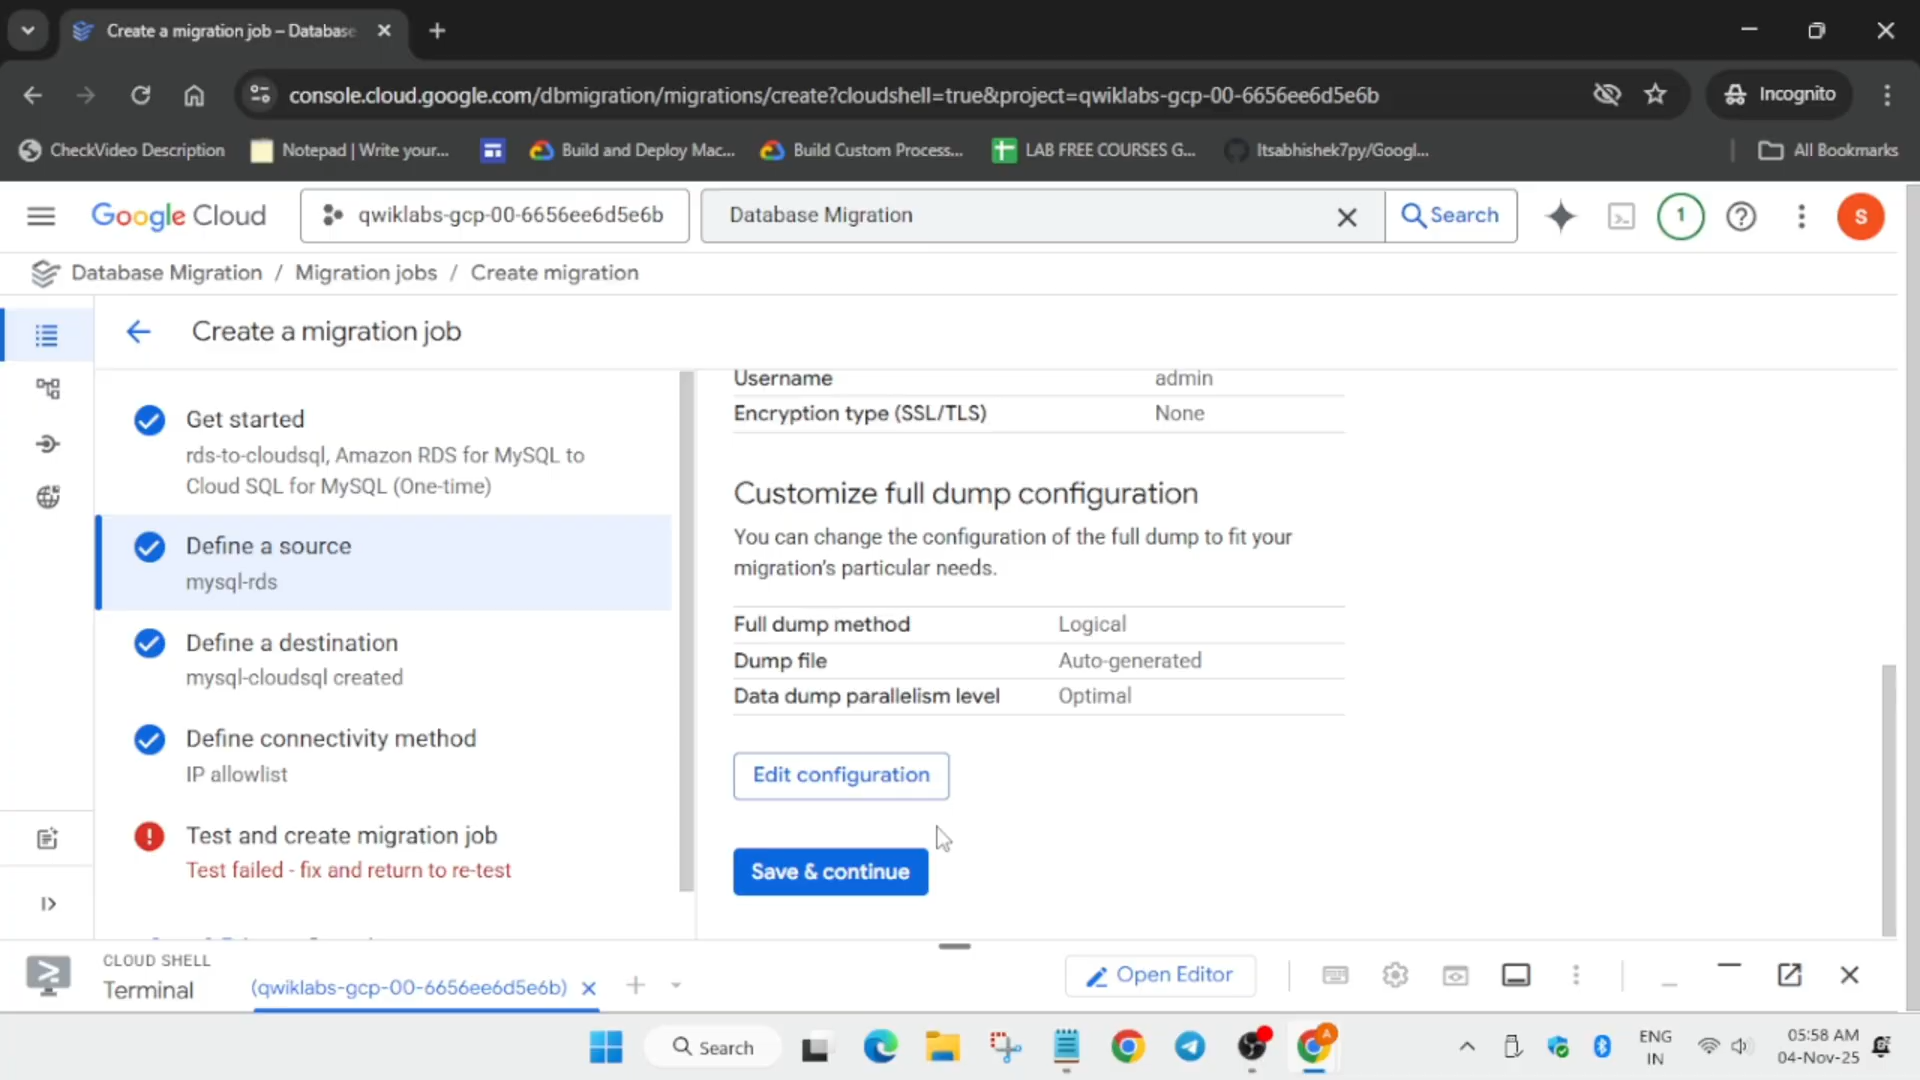 Create a migration job – Database
console.cloud.google.com/dbmigration/migrations/create?cloudshell=true&project=qwiklabs-gcp-00-6656ee6d5e6b
Incognito
CheckVideo Description
Notepad | Write your...
Build and Deploy Mac...
Build Custom Process...
LAB FREE COURSES G...
Itsabhishek7py/Googl...
All Bookmarks
Google Cloud
qwiklabs-gcp-00-6656ee6d5e6b
Database Migration
Search
1
S
Database Migration / Migration jobs / Create migration
Create a migration job
Get started
rds-to-cloudsql, Amazon RDS for MySQL to
Cloud SQL for MySQL (One-time)
Define a source
mysql-rds
Define a destination
mysql-cloudsql created
Define connectivity method
IP allowlist
Test and create migration job
Test failed - fix and return to re-test
Username admin
Encryption type (SSL/TLS) None
Customize full dump configuration
You can change the configuration of the full dump to fit your
migration's particular needs.
Full dump method Logical
Dump file Auto-generated
Data dump parallelism level Optimal
Edit configuration
Save & continue
CLOUD SHELL
Terminal
(qwiklabs-gcp-00-6656ee6d5e6b)
Open Editor
Search
A
ENG
IN
05:58 AM
04-Nov-25